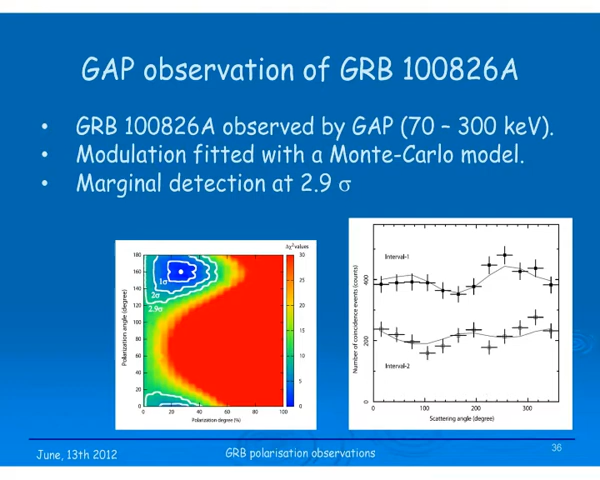 GAP observation of GRB 100826A
• GRB 100826A observed by GAP (70 – 300 keV).
• Modulation fitted with a Monte-Carlo model.
• Marginal detection at 2.9 σ
Δχ² values
180
160
140
120
100
80
60
40
20
0
Polarization angle (degree)
1σ
2σ
2.9σ
0
20
40
60
80
100
Polarization degree (%)
30
25
20
15
10
5
0
Number of coincidence events (counts)
400
200
0
Interval-1
Interval-2
0
100
200
300
Scattering angle (degree)
June, 13th 2012
GRB polarisation observations
36